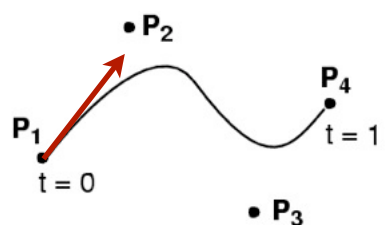 P2
P1
P4
t = 0
t = 1
P3